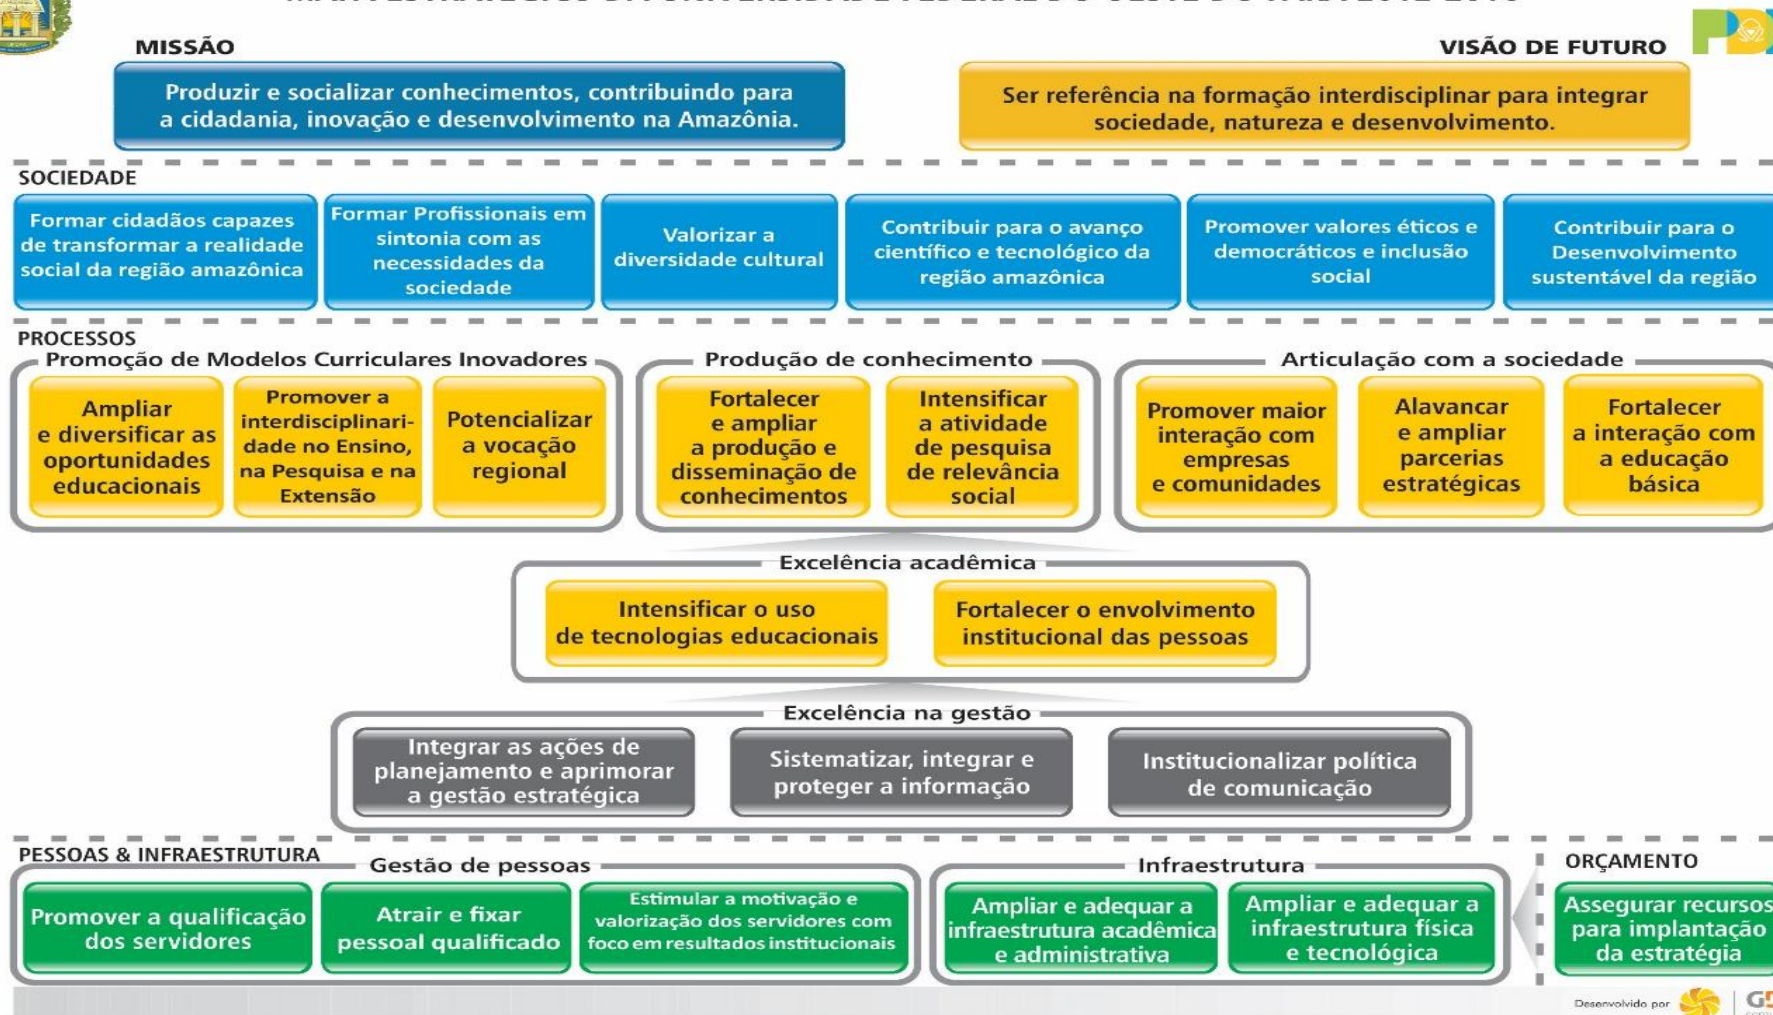 MISSÃO
VISÃO DE FUTURO
Produzir e socializar conhecimentos, contribuindo para
a cidadania, inovação e desenvolvimento na Amazônia.
Ser referência na formação interdisciplinar para integrar
sociedade, natureza e desenvolvimento.
SOCIEDADE
Formar cidadãos capazes
de transformar a realidade
social da região amazônica
Formar Profissionais em
sintonia com as
necessidades da
sociedade
Valorizar a
diversidade cultural
Contribuir para o avanço
científico e tecnológico da
região amazônica
Promover valores éticos e
democráticos e inclusão
social
Contribuir para o
Desenvolvimento
sustentável da região
PROCESSOS
Promoção de Modelos Curriculares Inovadores
Ampliar
e diversificar as
oportunidades
educacionais
Promover a
interdisciplinari-
dade no Ensino,
na Pesquisa e na
Extensão
Potencializar
a vocação
regional
Produção de conhecimento
Fortalecer
e ampliar
a produção e
disseminação de
conhecimentos
Intensificar
a atividade
de pesquisa
de relevância
social
Articulação com a sociedade
Promover maior
interação com
empresas
e comunidades
Alavancar
e ampliar
parcerias
estratégicas
Fortalecer
a interação com
a educação
básica
Excelência acadêmica
Intensificar o uso
de tecnologias educacionais
Fortalecer o envolvimento
institucional das pessoas
Excelência na gestão
Integrar as ações de
planejamento e aprimorar
a gestão estratégica
Sistematizar, integrar e
proteger a informação
Institucionalizar política
de comunicação
PESSOAS & INFRAESTRUTURA
Gestão de pessoas
Promover a qualificação
dos servidores
Atrair e fixar
pessoal qualificado
Estimular a motivação e
valorização dos servidores com
foco em resultados institucionais
Infraestrutura
Ampliar e adequar a
infraestrutura acadêmica
e administrativa
Ampliar e adequar a
infraestrutura física
e tecnológica
ORÇAMENTO
Assegurar recursos
para implantação
da estratégia
Desenvolvido por